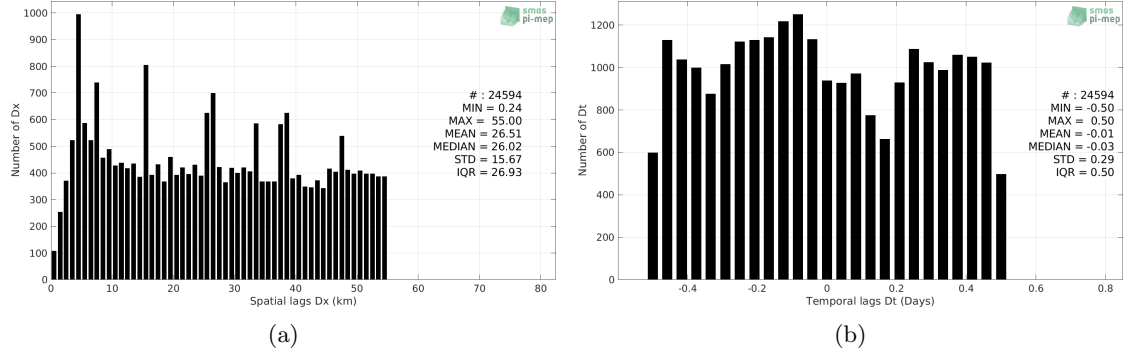 1000
900
800
700
600
500
400
300
200
100
0
0 10 20 30 40 50 60 70 80
Number of Dx
Spatial lags Dx (km)
smos
pi-mep
# : 24594
MIN = 0.24
MAX = 55.00
MEAN = 26.51
MEDIAN = 26.02
STD = 15.67
IQR = 26.93
(a)
1200
1000
800
600
400
200
0
-0.4 -0.2 0 0.2 0.4 0.6 0.8
Number of Dt
Temporal lags Dt (Days)
smos
pi-mep
# : 24594
MIN = -0.50
MAX = 0.50
MEAN = -0.01
MEDIAN = -0.03
STD = 0.29
IQR = 0.50
(b)